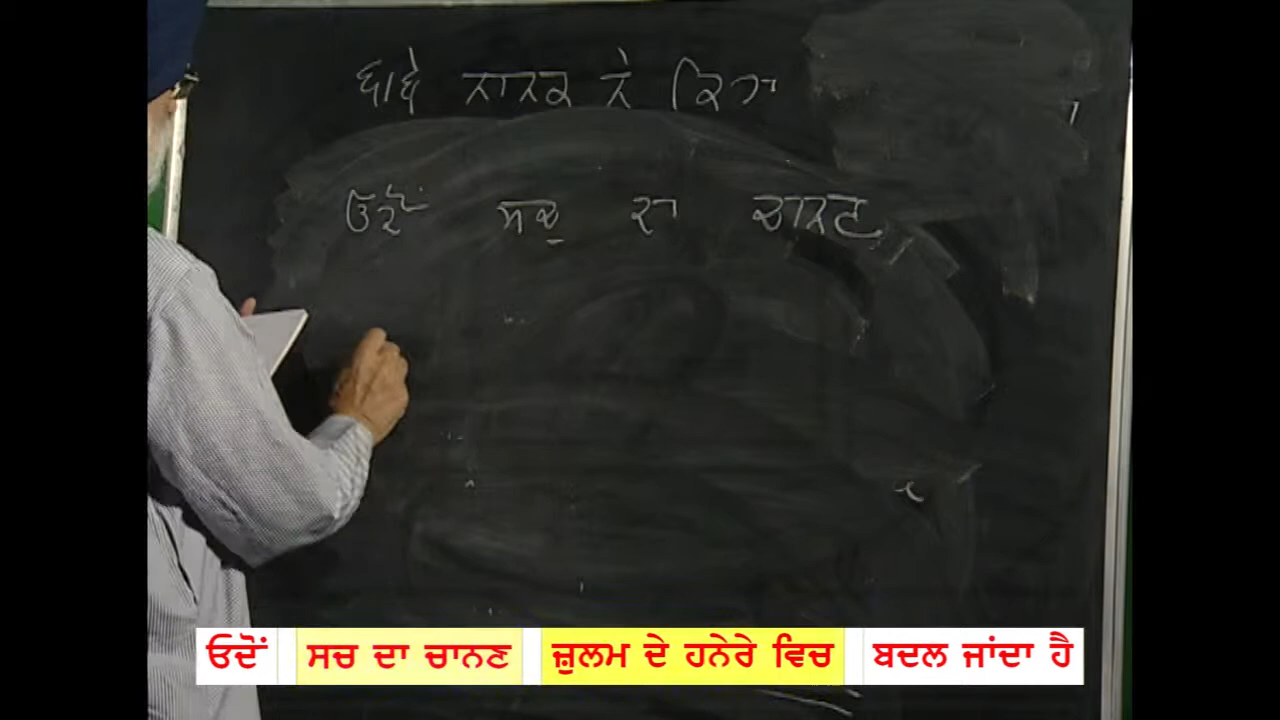 ਬਾਬੇ ਨਾਨਕ ਨੇ ਕਿਹਾ
ਓਦੋਂ ਸਚੁ ਦਾ ਚਾਨਣ
ਓਦੋਂ ਸਚ ਦਾ ਚਾਨਣ ਜ਼ੁਲਮ ਦੇ ਹਨੇਰੇ ਵਿਚ ਬਦਲ ਜਾਂਦਾ ਹੈ